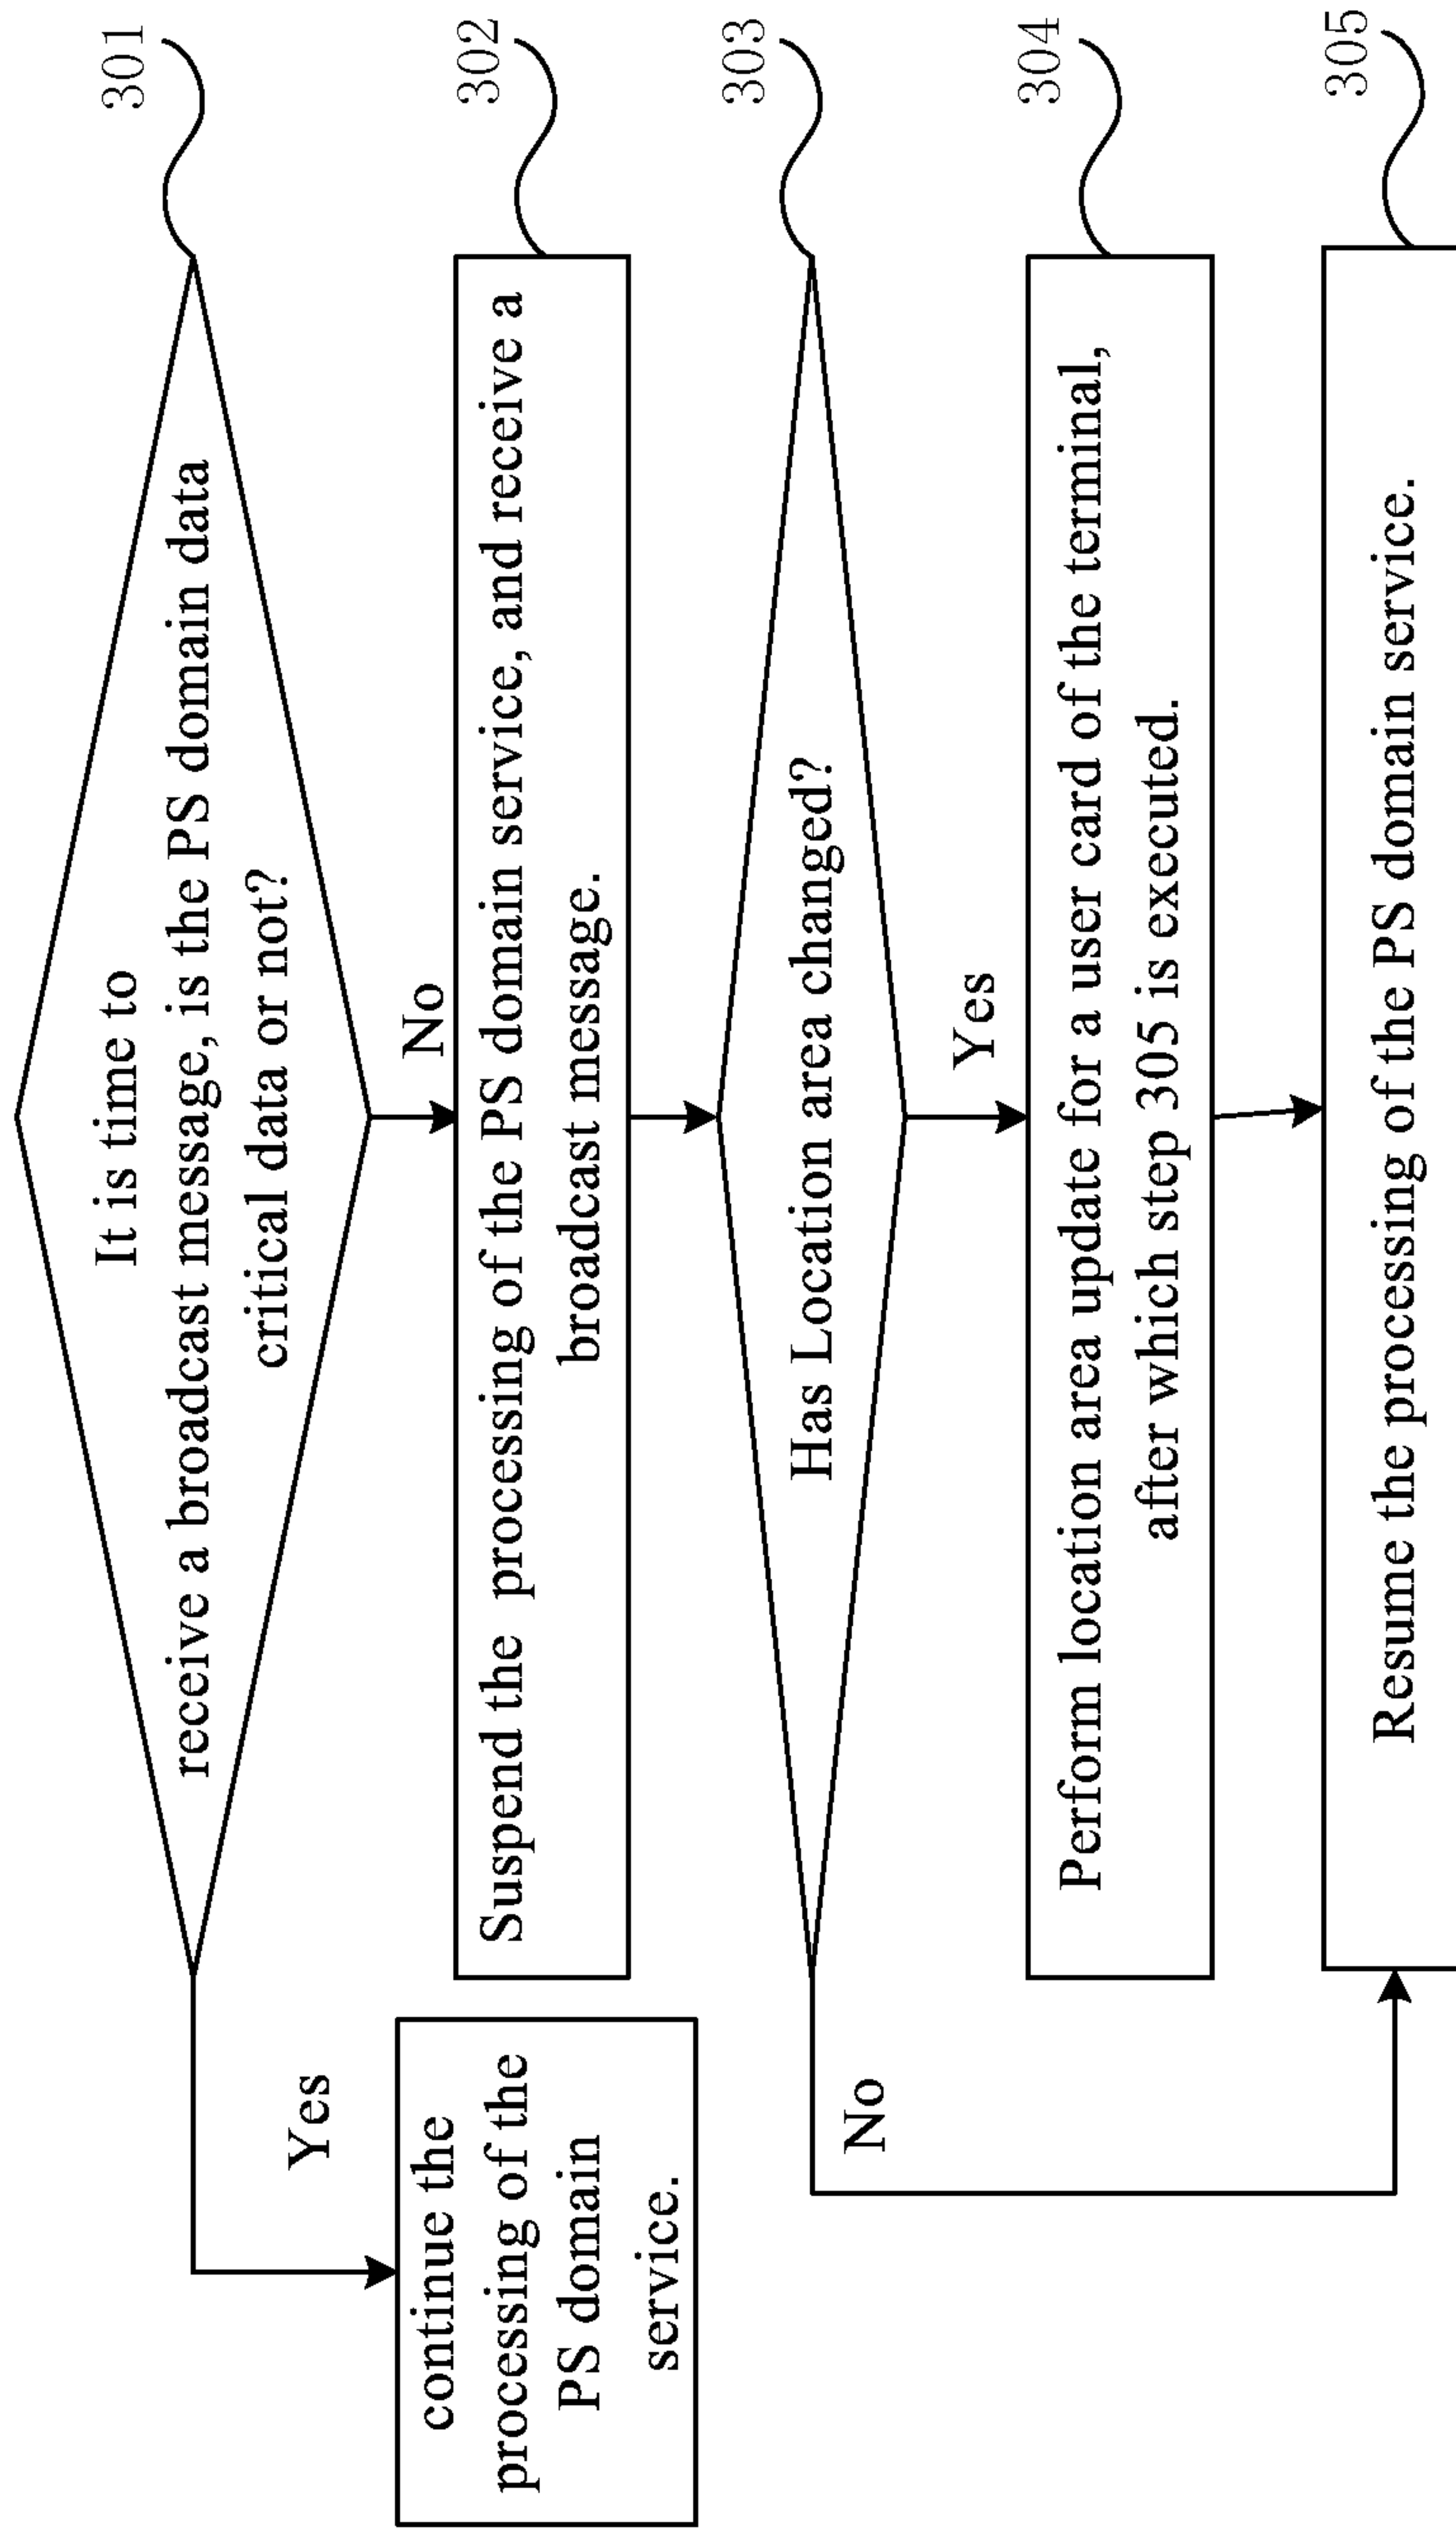 It is time to
receive a broadcast message, is the PS domain data
critical data or not?
301
Yes
No
continue the
processing of the
PS domain
service.
Suspend the processing of the PS domain service, and receive a
broadcast message.
302
Has Location area changed?
303
No
Yes
Perform location area update for a user card of the terminal,
after which step 305 is executed.
304
Resume the processing of the PS domain service.
305